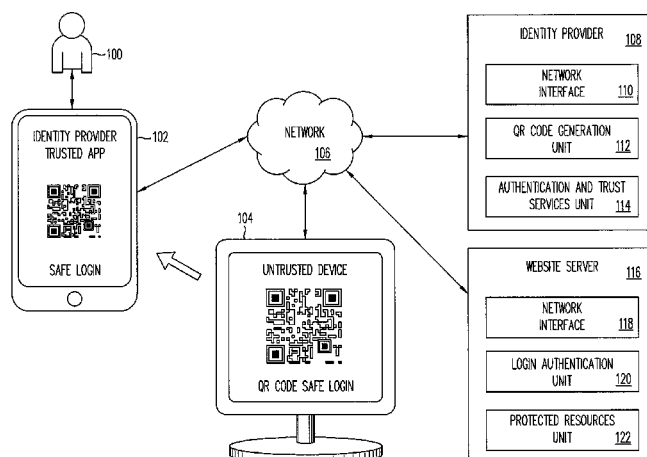 100
IDENTITY PROVIDER
TRUSTED APP
102
SAFE LOGIN
NETWORK
106
104
UNTRUSTED DEVICE
QR CODE SAFE LOGIN
IDENTITY PROVIDER 108
NETWORK
INTERFACE 110
QR CODE GENERATION
UNIT 112
AUTHENTICATION AND TRUST
SERVICES UNIT 114
WEBSITE SERVER 116
NETWORK
INTERFACE 118
LOGIN AUTHENTICATION
UNIT 120
PROTECTED RESOURCES
UNIT 122